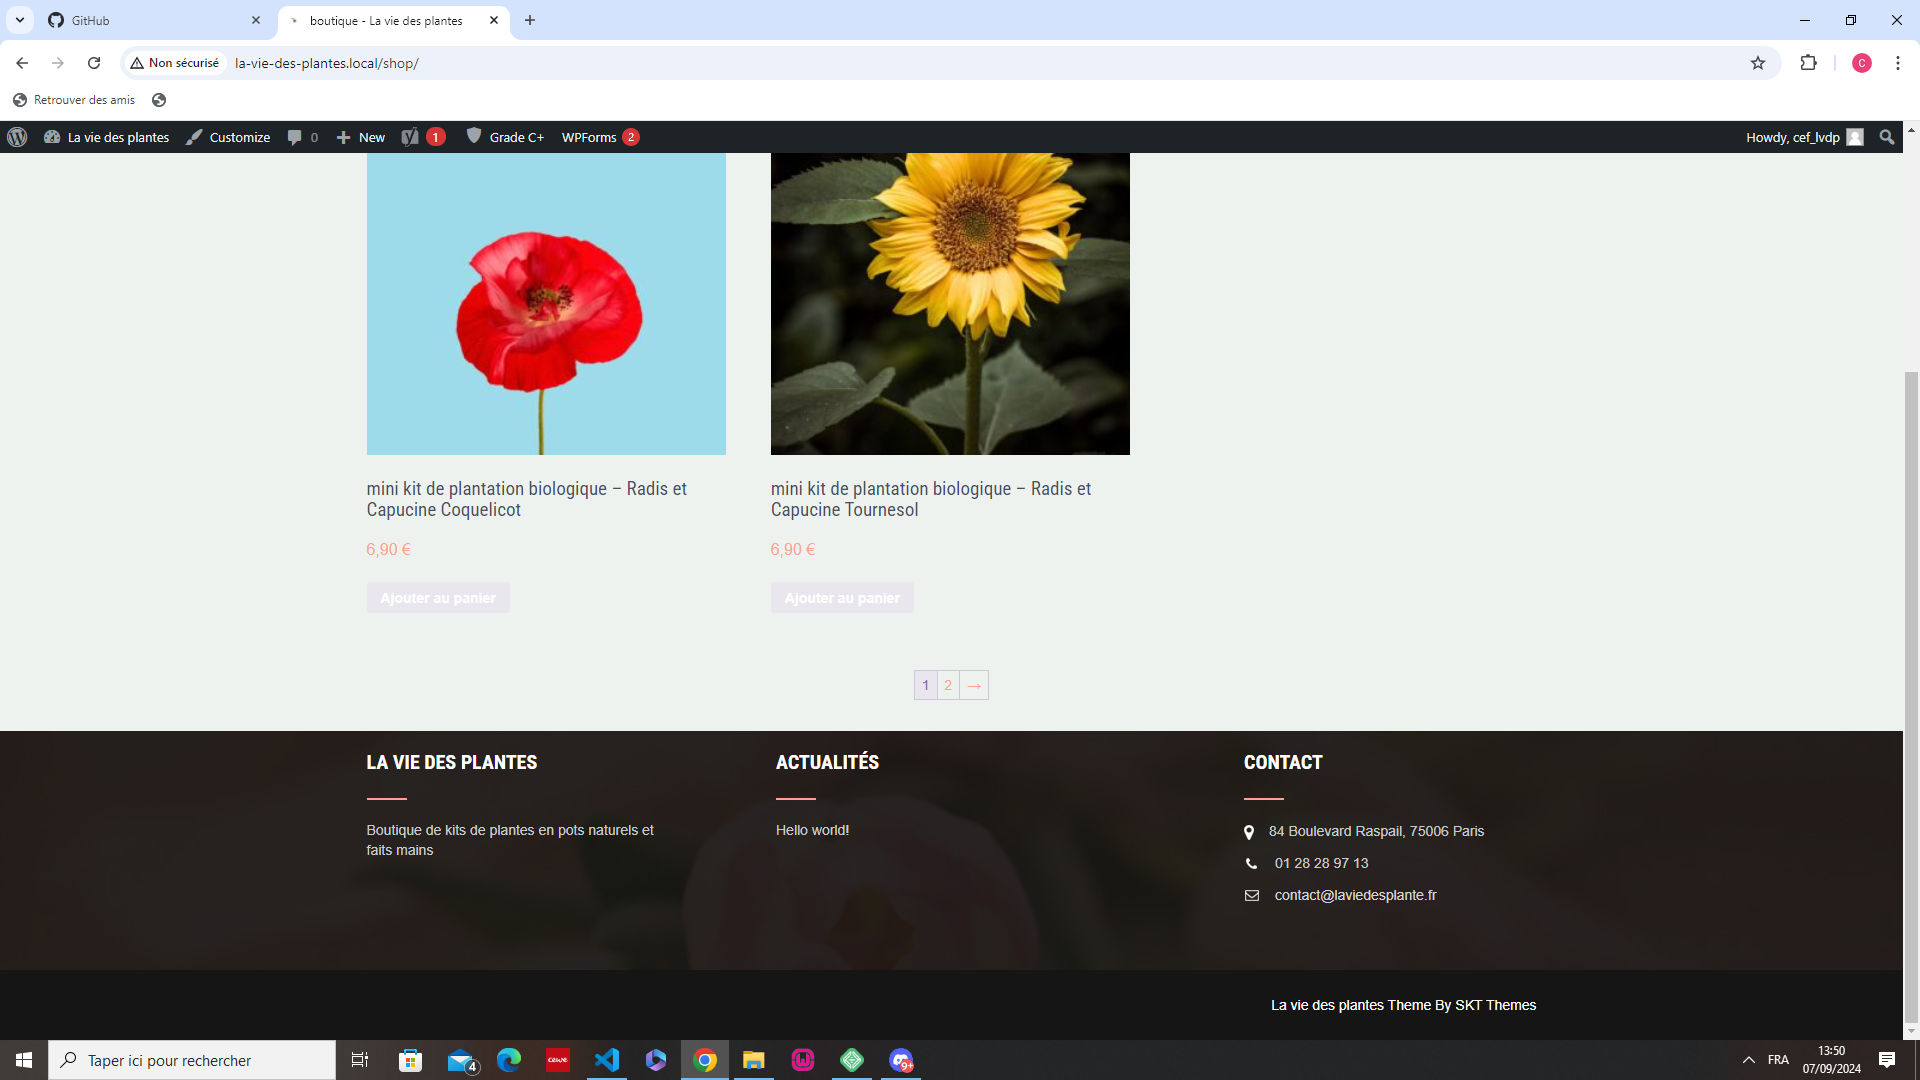 GitHub
boutique - La vie des plantes
Non sécurisé
la-vie-des-plantes.local/shop/
Retrouver des amis
La vie des plantes
Customize
0
New
1
Grade C+
WPForms 2
Howdy, cef_lvdp
C
mini kit de plantation biologique – Radis et
Capucine Coquelicot
6,90 €
Ajouter au panier
mini kit de plantation biologique – Radis et
Capucine Tournesol
6,90 €
Ajouter au panier
1 2 →
LA VIE DES PLANTES
Boutique de kits de plantes en pots naturels et
faits mains
ACTUALITÉS
Hello world!
CONTACT
84 Boulevard Raspail, 75006 Paris
01 28 28 97 13
contact@laviedesplante.fr
La vie des plantes Theme By SKT Themes
Taper ici pour rechercher
4
cewe
9+
FRA
13:50
07/09/2024